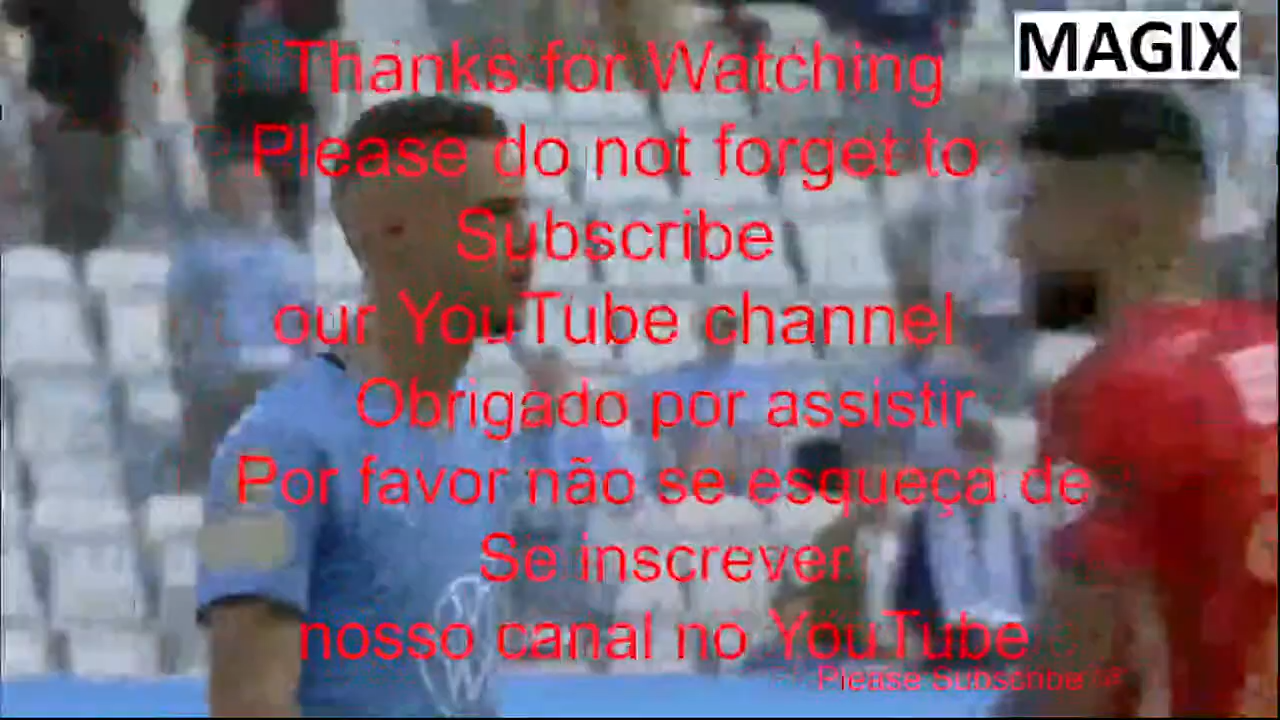 MAGIX
Thanks for Watching
Please do not forget to
Subscribe
our YouTube channel
Obrigado por assistir
Por favor não se esqueça de
Se inscrever
nosso canal no YouTube
Please Subscribe